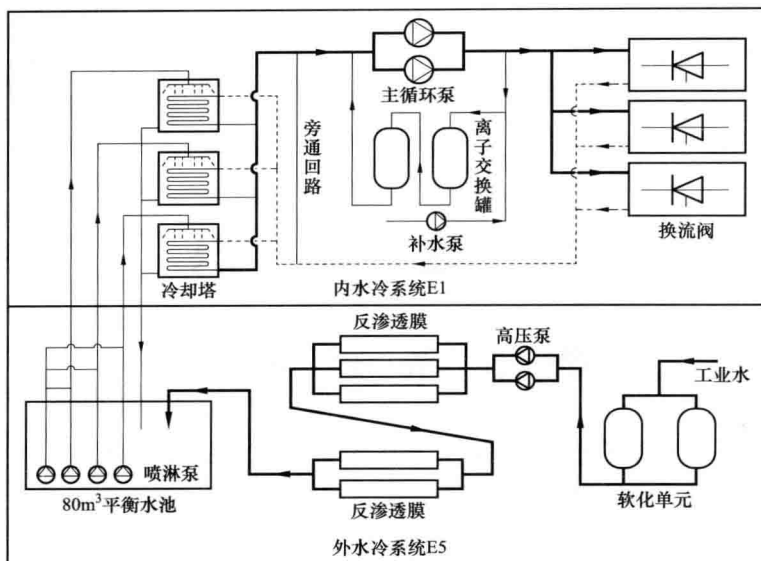 主循环泵
旁通回路
离子交换罐
补水泵
换流阀
冷却塔
内水冷系统E1
反渗透膜
高压泵
工业水
喷淋泵
80m³平衡水池
反渗透膜
软化单元
外水冷系统E5